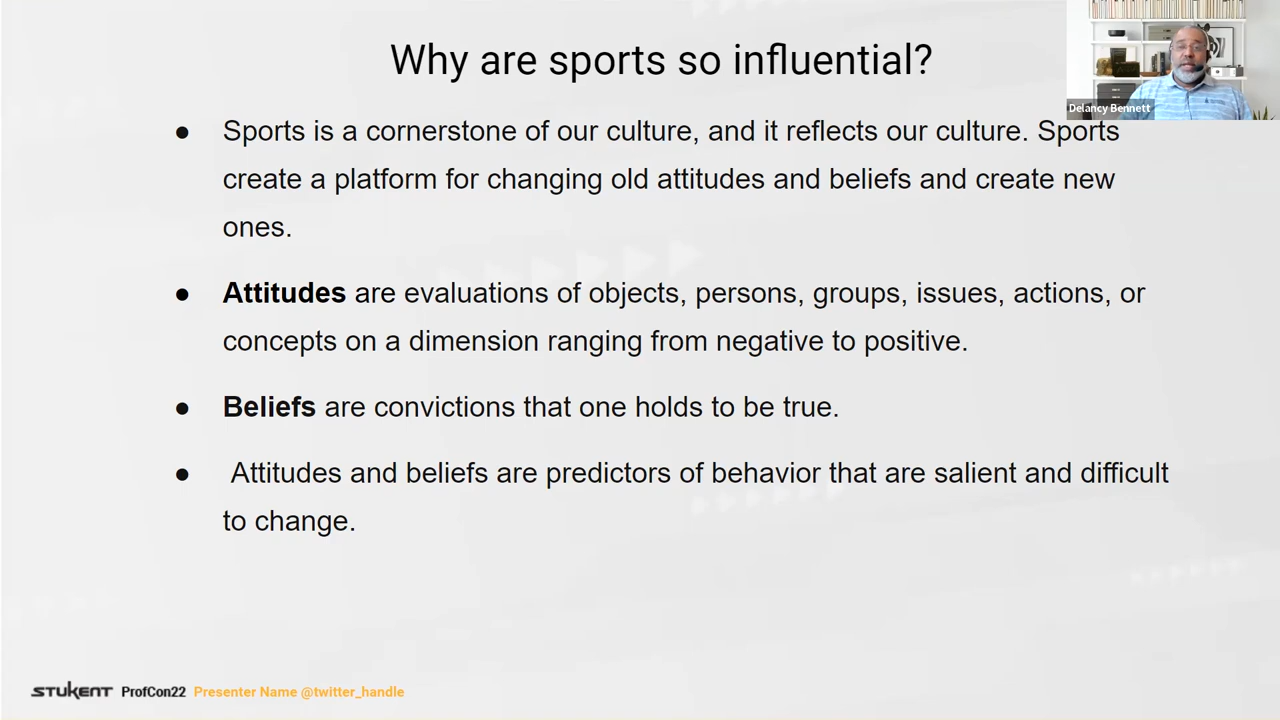 Why are sports so influential?
Delancy Bennett
● Sports is a cornerstone of our culture, and it reflects our culture. Sports
create a platform for changing old attitudes and beliefs and create new
ones.
● Attitudes are evaluations of objects, persons, groups, issues, actions, or
concepts on a dimension ranging from negative to positive.
● Beliefs are convictions that one holds to be true.
● Attitudes and beliefs are predictors of behavior that are salient and difficult
to change.
STUKENT ProfCon22 Presenter Name @twitter_handle